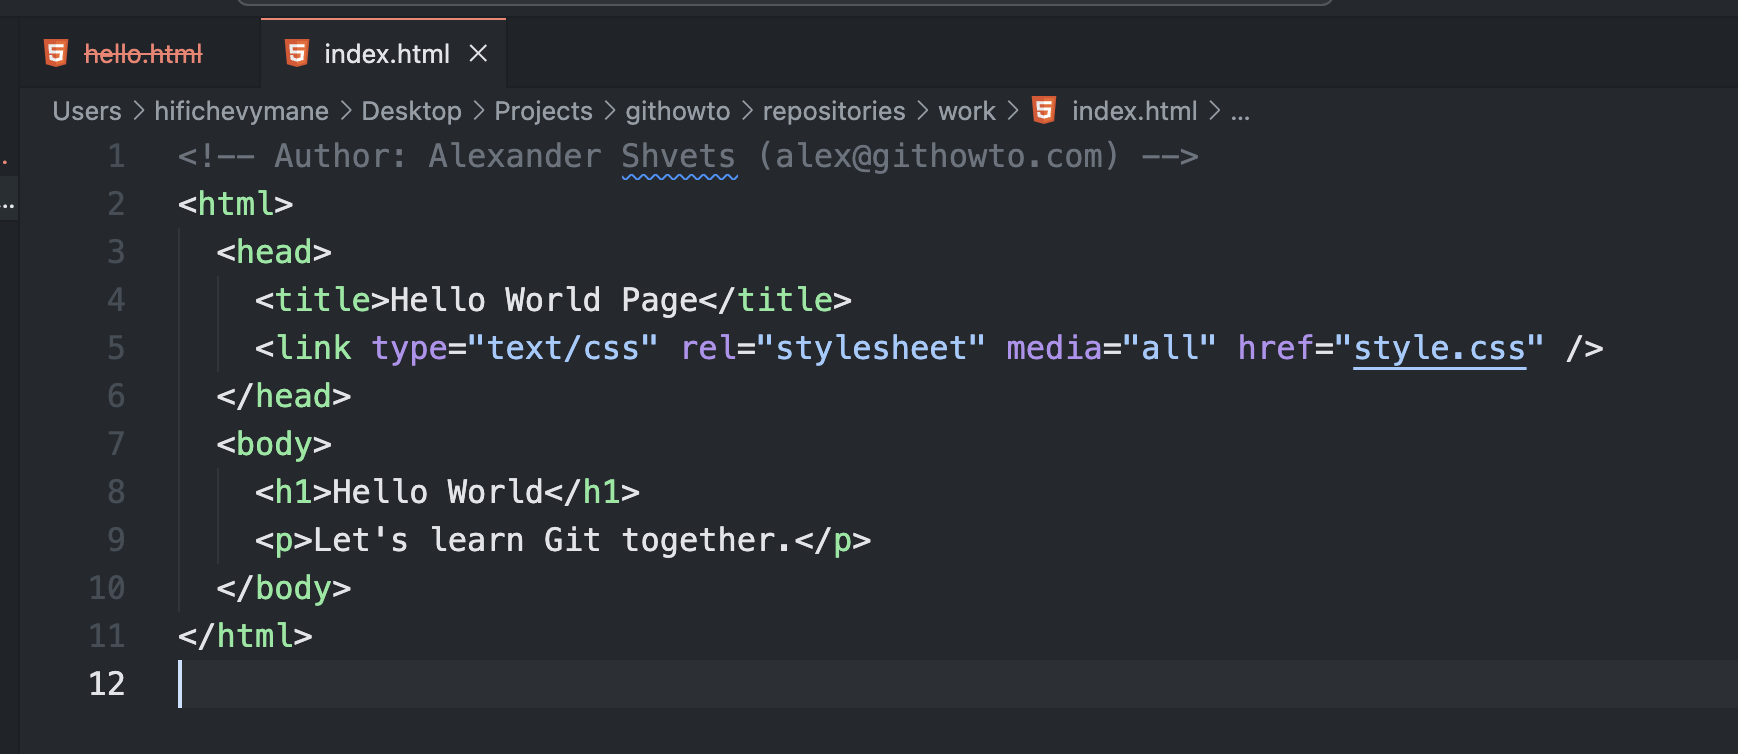 hello.html index.html
Users > hifichevymane > Desktop > Projects > githowto > repositories > work > index.html > ...
1 <!-- Author: Alexander Shvets (alex@githowto.com) -->
2 <html>
3 <head>
4 <title>Hello World Page</title>
5 <link type="text/css" rel="stylesheet" media="all" href="style.css" />
6 </head>
7 <body>
8 <h1>Hello World</h1>
9 <p>Let's learn Git together.</p>
10 </body>
11 </html>
12